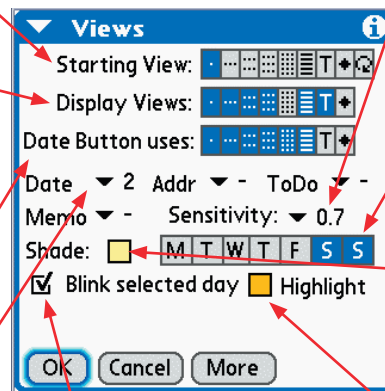 Views i
Starting View: T
Display Views: T
Date Button uses: T
Date 2 Addr - ToDo -
Memo - Sensitivity: 0.7
Shade: M T W T F S S
Blink selected day Highlight
OK Cancel More